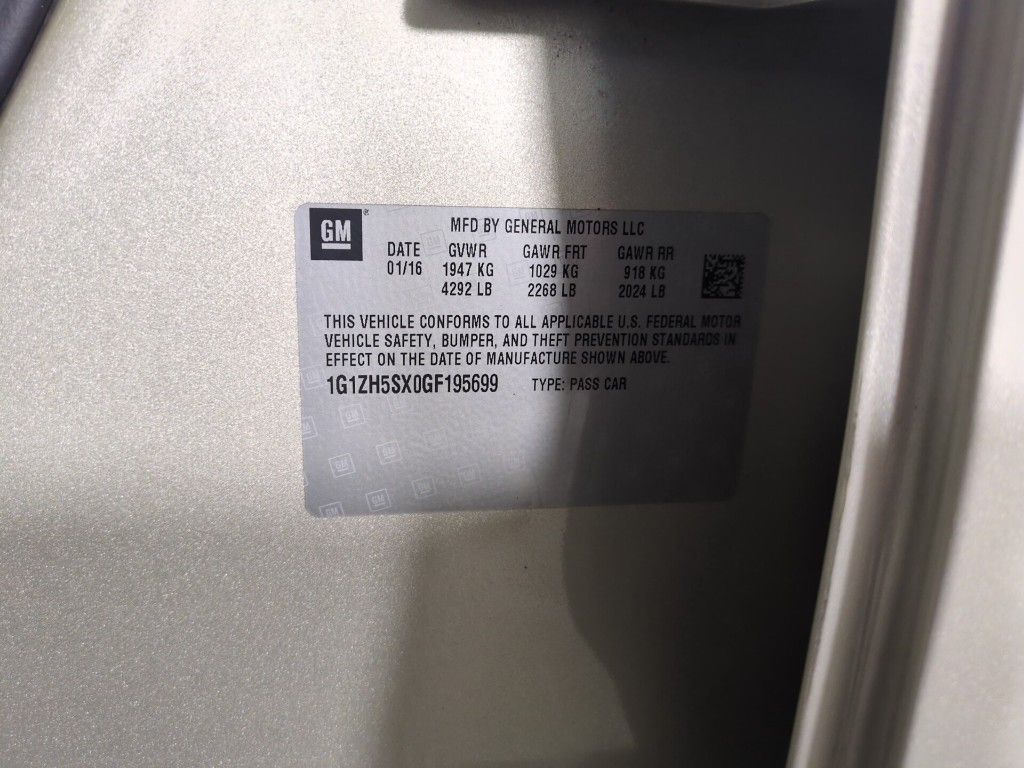 GM ®
MFD BY GENERAL MOTORS LLC
DATE GVWR GAWR FRT GAWR RR
01/16 1947 KG 1029 KG 918 KG
4292 LB 2268 LB 2024 LB
THIS VEHICLE CONFORMS TO ALL APPLICABLE U.S. FEDERAL MOTOR
VEHICLE SAFETY, BUMPER, AND THEFT PREVENTION STANDARDS IN
EFFECT ON THE DATE OF MANUFACTURE SHOWN ABOVE.
1G1ZH5SX0GF195699 TYPE: PASS CAR